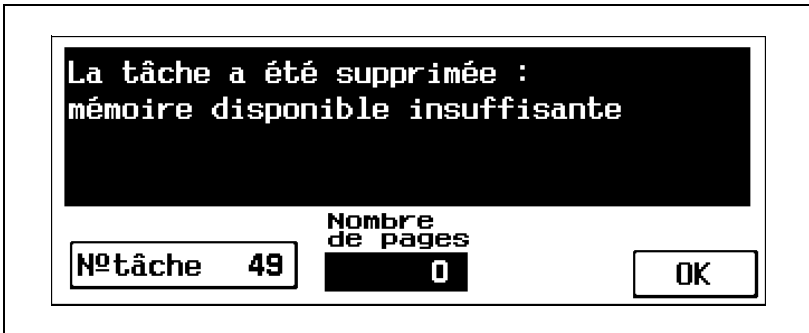 La tâche a été supprimée :
mémoire disponible insuffisante
Nombre
de pages
Nºtâche 49
0
OK